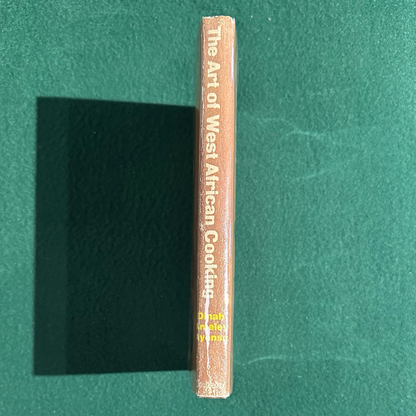 The Art of West African Cooking
Dinah
Ameley
Ayensu